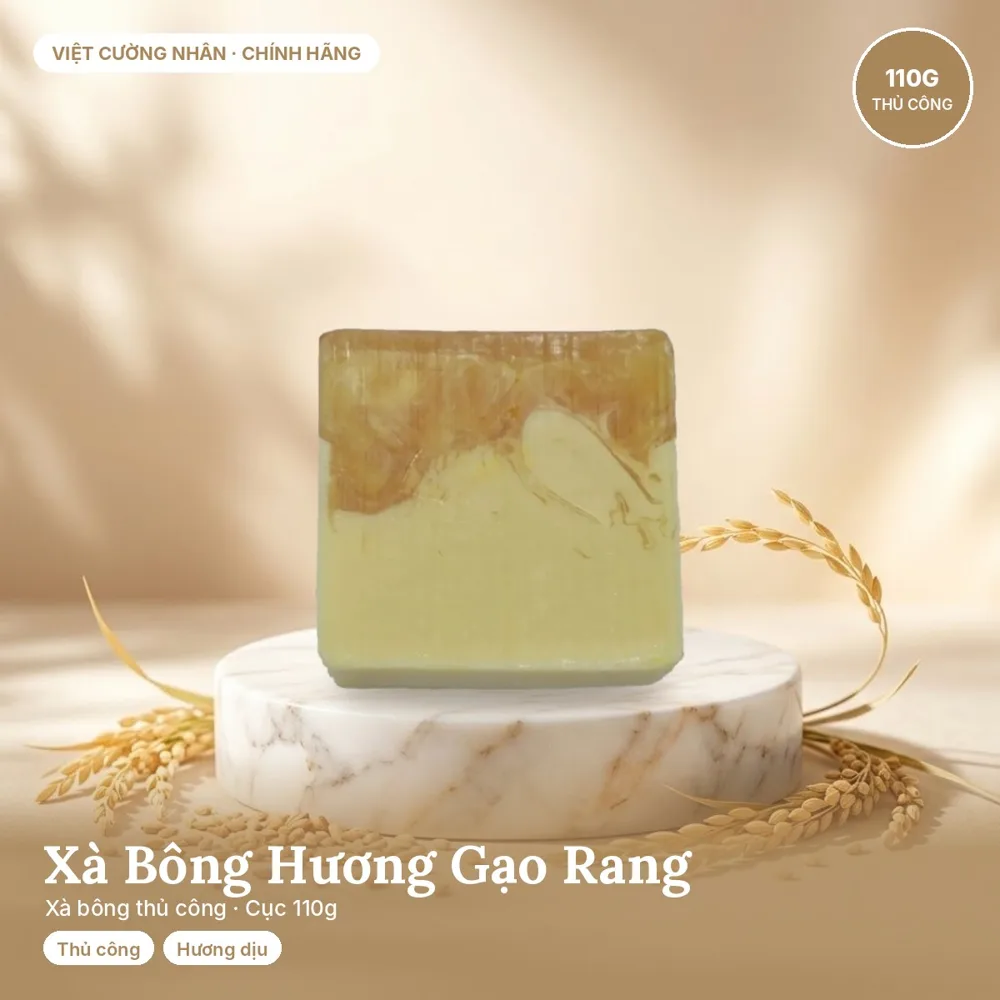 VIỆT CƯỜNG NHÂN · CHÍNH HÃNG
110G
THỦ CÔNG
Xà Bông Hương Gạo Rang
Xà bông thủ công · Cục 110g
Thủ công
Hương dịu